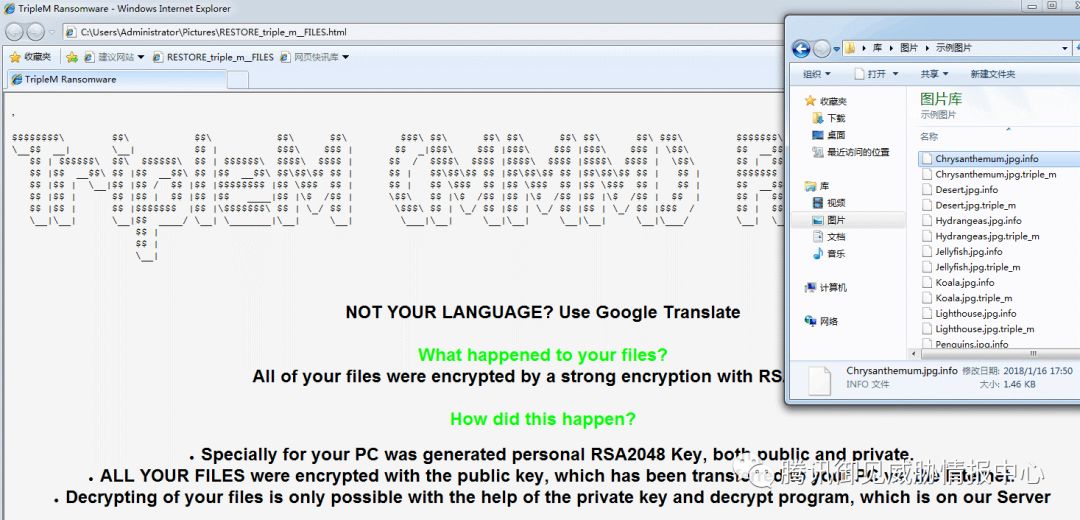 TripleM Ransomware - Windows Internet Explorer
C:\Users\Administrator\Pictures\RESTORE_triple_m__FILES.html
收藏夹
建议网站
RESTORE_triple_m__FILES
网页快讯库
TripleM Ransomware
,
NOT YOUR LANGUAGE? Use Google Translate
What happened to your files?
All of your files were encrypted by a strong encryption with RSA
How did this happen?
• Specially for your PC was generated personal RSA2048 Key, both public and private.
• ALL YOUR FILES were encrypted with the public key, which has been transferred to your PC via the Internet.
• Decrypting of your files is only possible with the help of the private key and decrypt program, which is on our Server
库
图片
示例图片
组织
打开
共享
新建文件夹
收藏夹
下载
桌面
最近访问的位置
库
视频
图片
文档
音乐
计算机
网络
图片库
示例图片
名称
Chrysanthemum.jpg.info
Chrysanthemum.jpg.triple_m
Desert.jpg.info
Desert.jpg.triple_m
Hydrangeas.jpg.info
Hydrangeas.jpg.triple_m
Jellyfish.jpg.info
Jellyfish.jpg.triple_m
Koala.jpg.info
Koala.jpg.triple_m
Lighthouse.jpg.info
Lighthouse.jpg.triple_m
Penguins.jpg.info
Chrysanthemum.jpg.info 修改日期: 2018/1/16 17:50
INFO 文件 大小: 1.46 KB
腾讯御见威胁情报中心